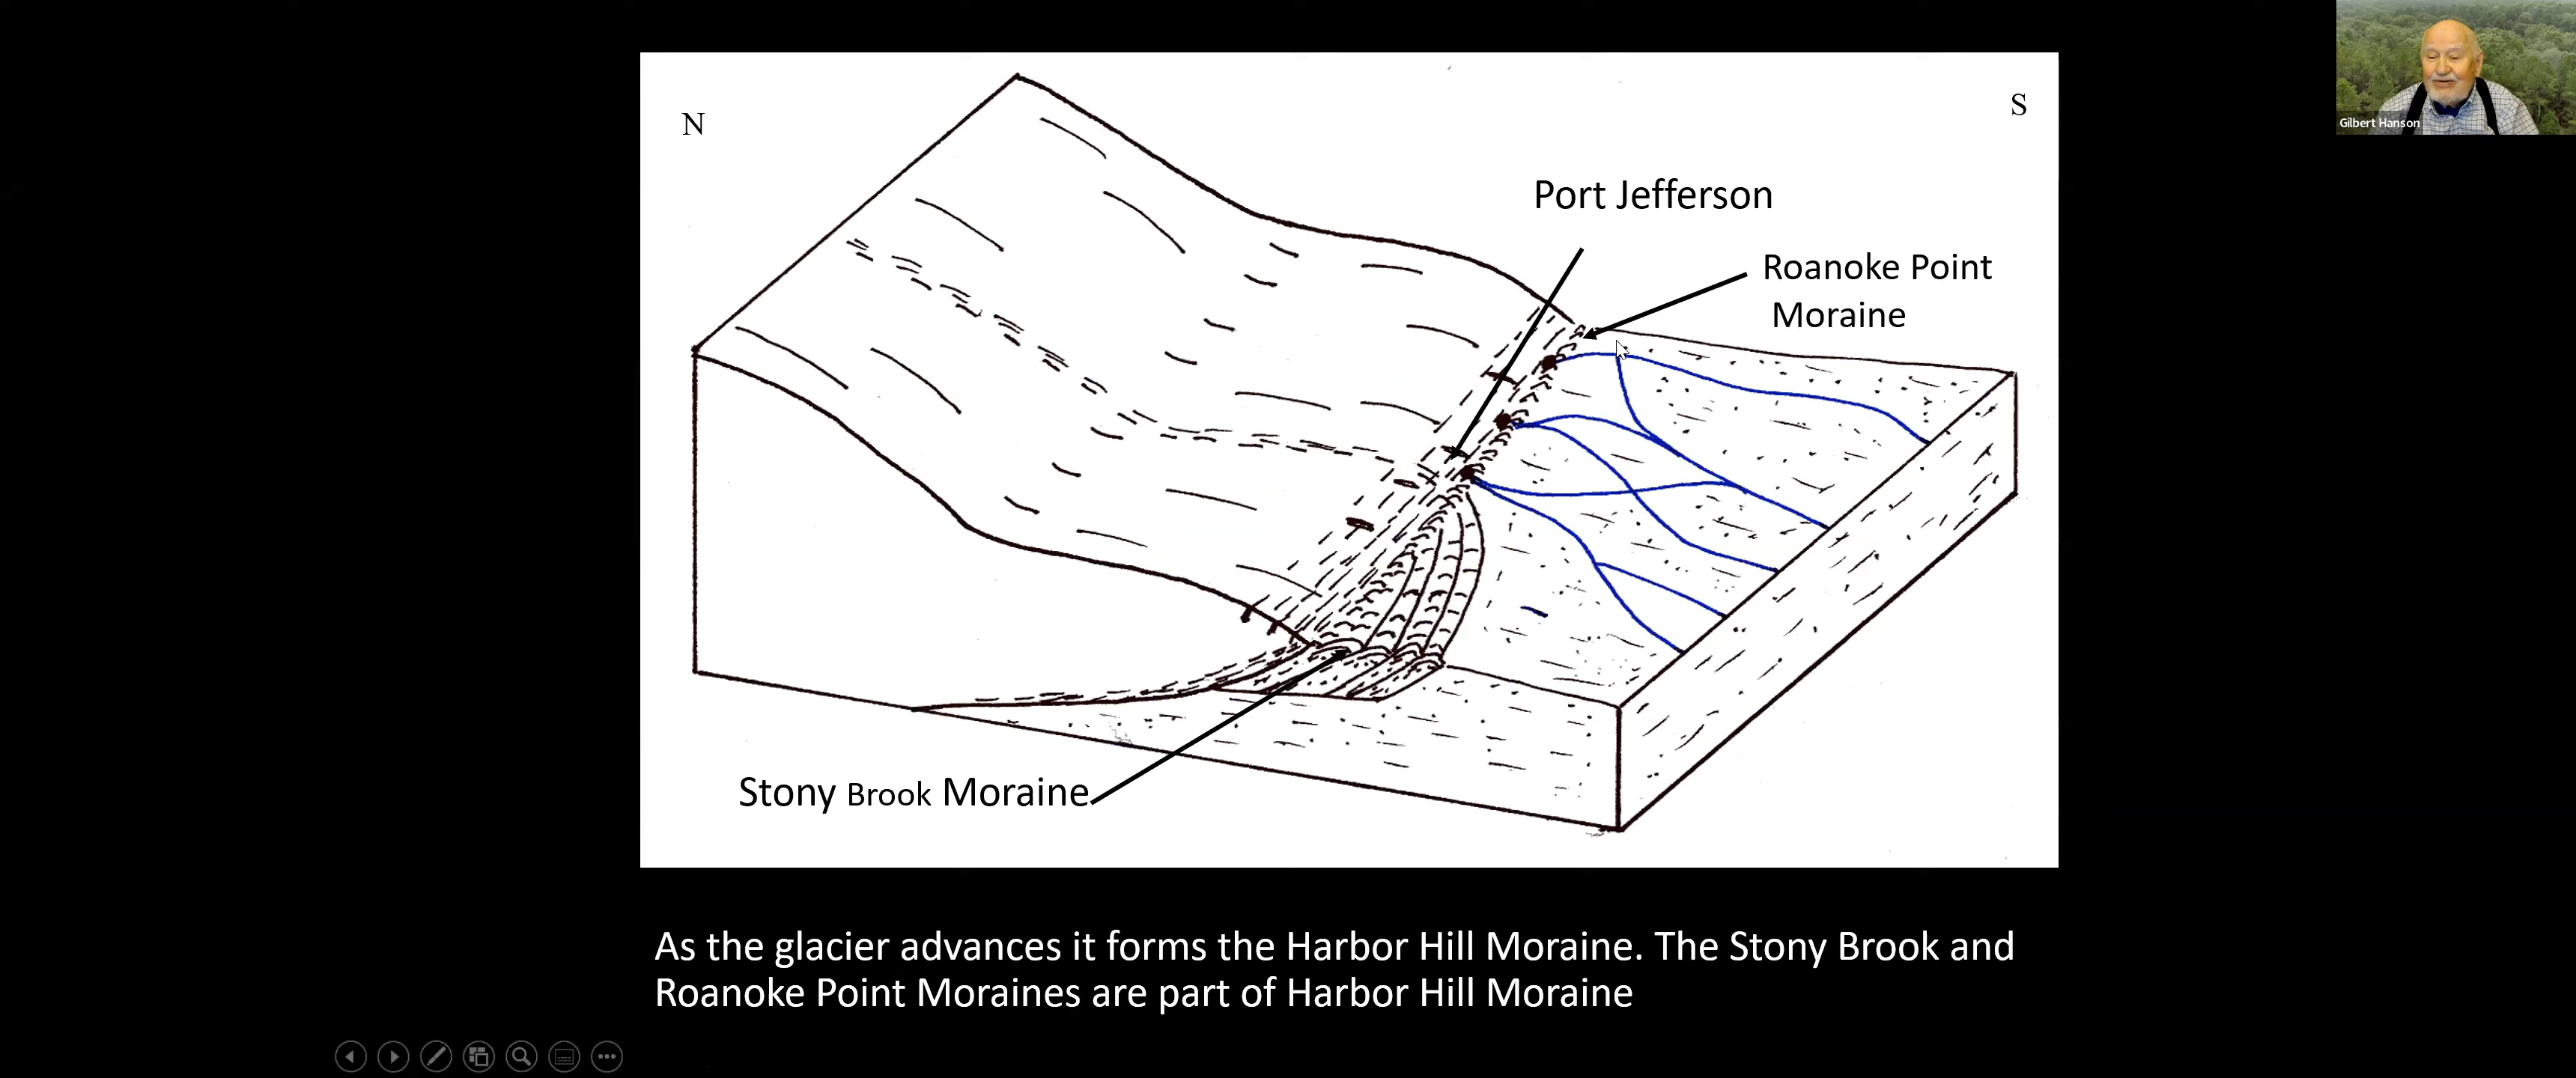 Gilbert Hanson
N
S
Port Jefferson
Roanoke Point
Moraine
Stony Brook Moraine
As the glacier advances it forms the Harbor Hill Moraine. The Stony Brook and
Roanoke Point Moraines are part of Harbor Hill Moraine